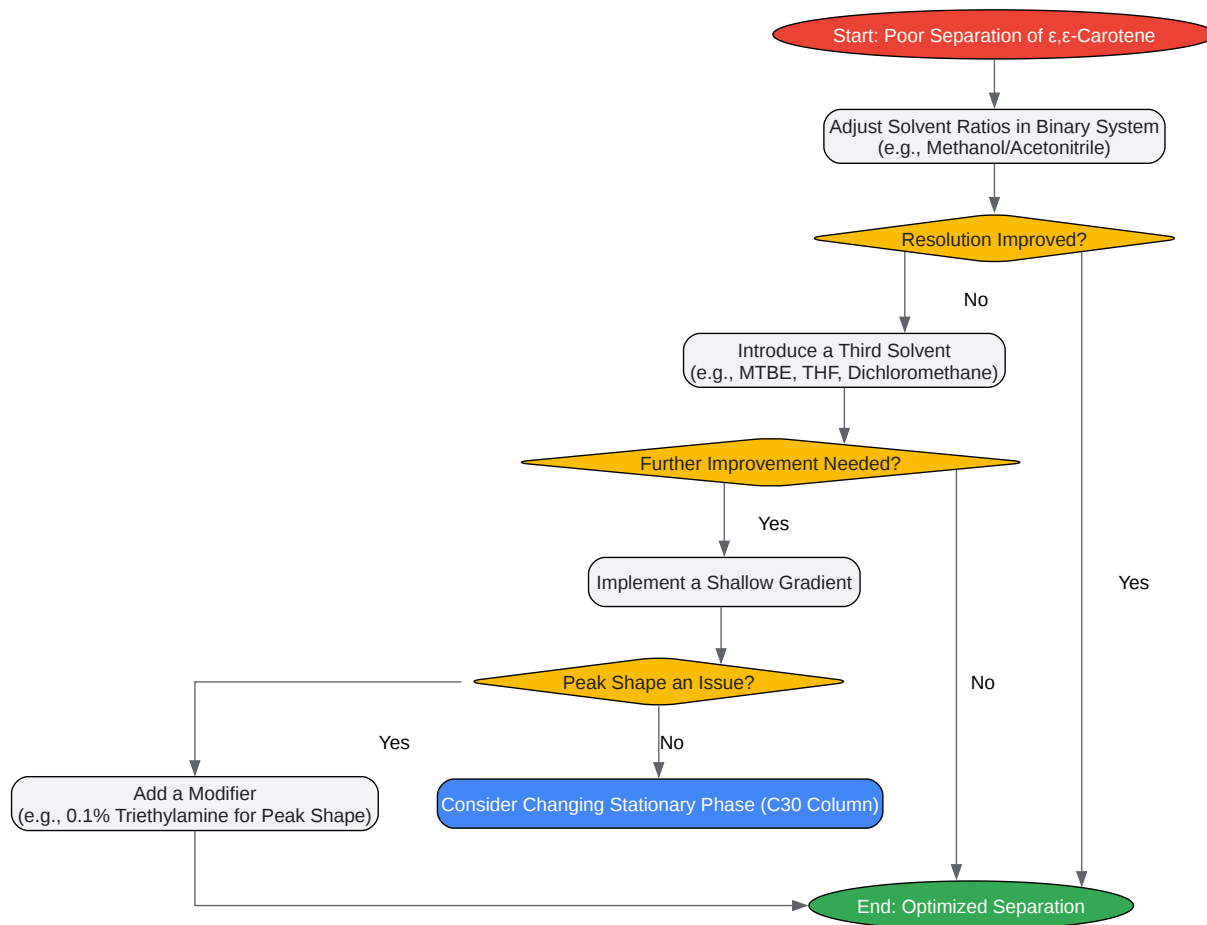 Start: Poor Separation of ε,ε-Carotene
Adjust Solvent Ratios in Binary System
(e.g., Methanol/Acetonitrile)
Resolution Improved?
No
Introduce a Third Solvent
(e.g., MTBE, THF, Dichloromethane)
Further Improvement Needed?
Yes
Implement a Shallow Gradient
Yes
Peak Shape an Issue?
No
Yes
No
Add a Modifier
(e.g., 0.1% Triethylamine for Peak Shape)
Consider Changing Stationary Phase (C30 Column)
End: Optimized Separation